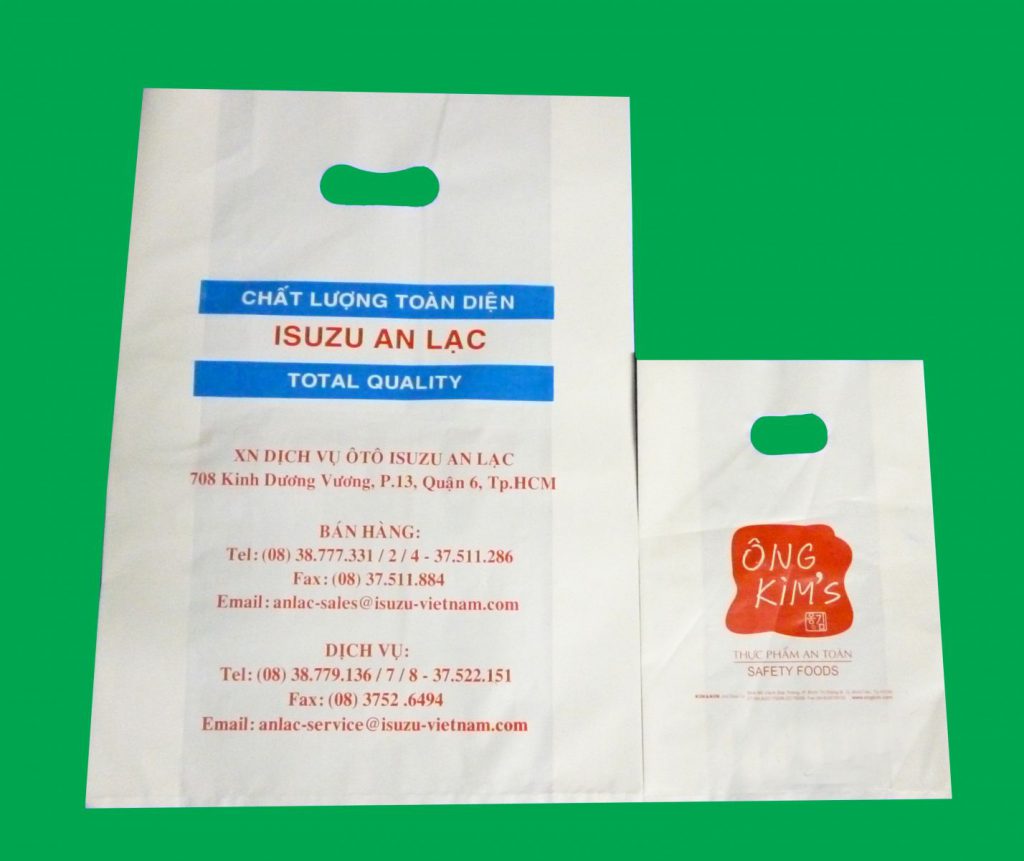 CHẤT LƯỢNG TOÀN DIỆN
ISUZU AN LẠC
TOTAL QUALITY
XN DỊCH VỤ ÔTÔ ISUZU AN LẠC
708 Kinh Dương Vương, P.13, Quận 6, Tp.HCM
BÁN HÀNG:
Tel: (08) 38.777.331 / 2 / 4 - 37.511.286
Fax: (08) 37.511.884
Email: anlac-sales@isuzu-vietnam.com
DỊCH VỤ:
Tel: (08) 38.779.136 / 7 / 8 - 37.522.151
Fax: (08) 3752 .6494
Email: anlac-service@isuzu-vietnam.com
ÔNG
KIM'S
옹김
THỰC PHẨM AN TOÀN
SAFETY FOODS